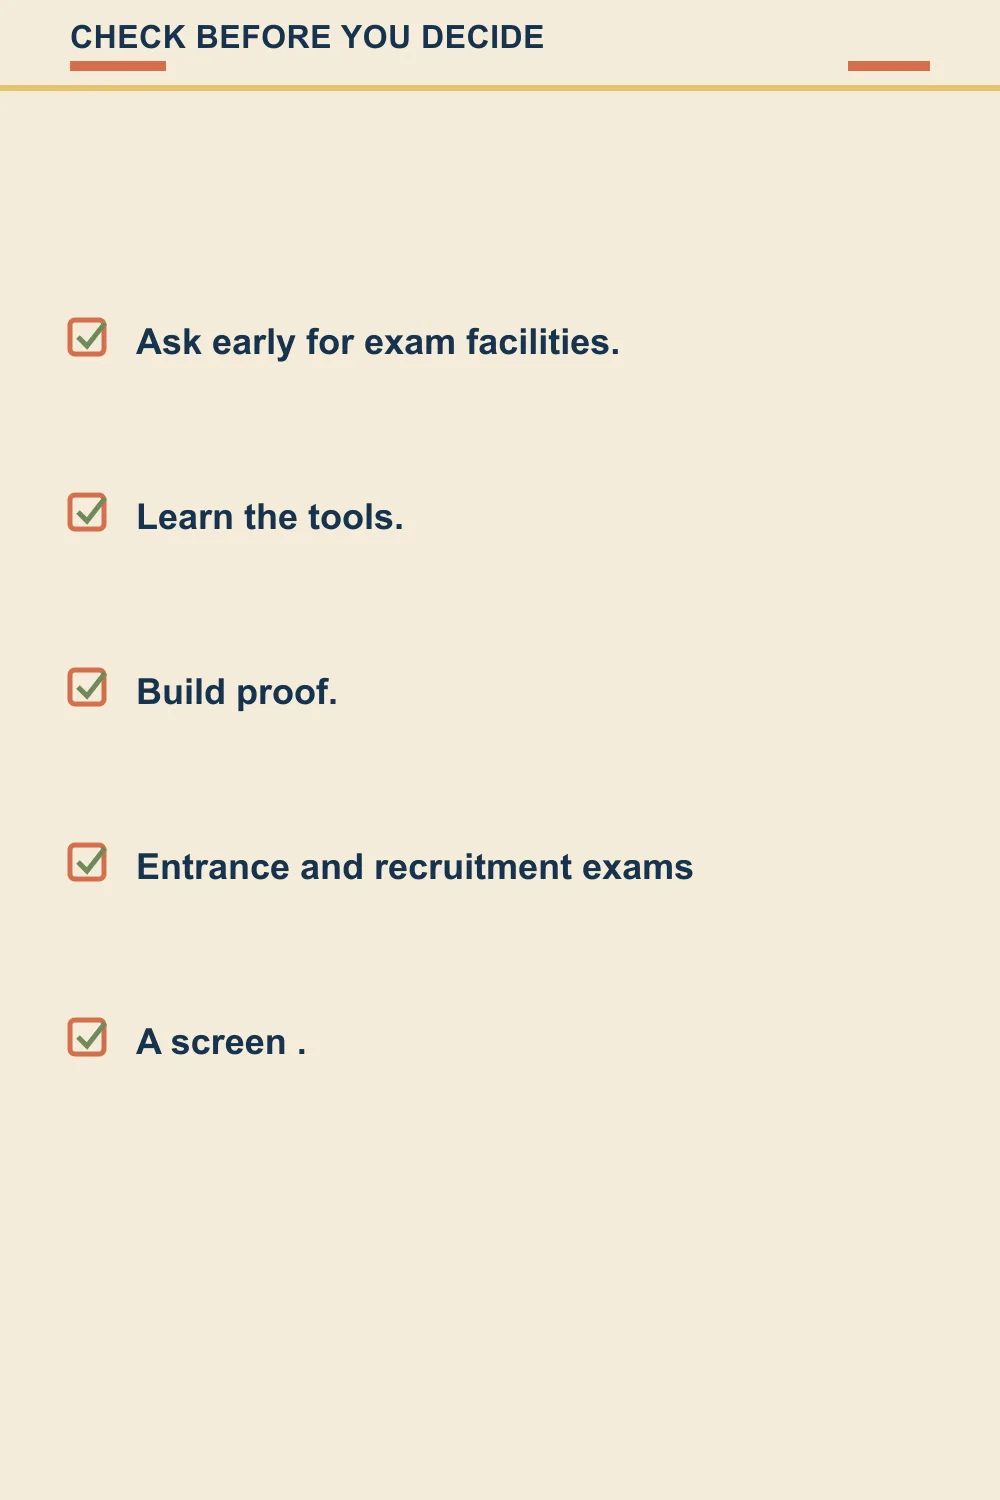 CHECK BEFORE YOU DECIDE
Ask early for exam facilities.
Learn the tools.
Build proof.
Entrance and recruitment exams
A screen .